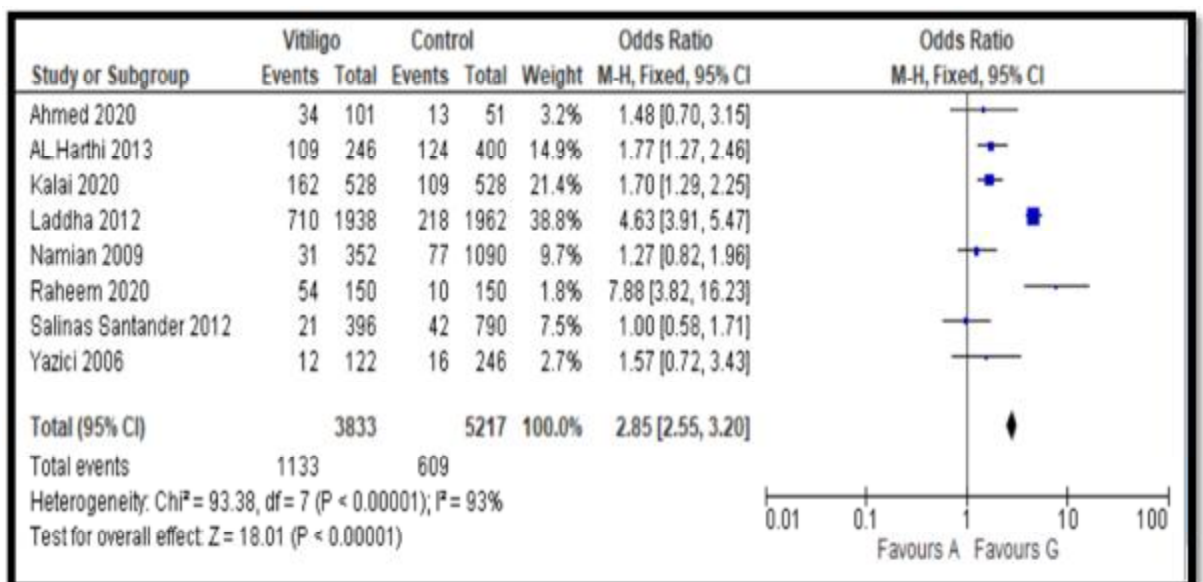 Vitiligo Control Odds Ratio Odds Ratio
Study or Subgroup Events Total Events Total Weight M-H, Fixed, 95% CI M-H, Fixed, 95% CI
Ahmed 2020 34 101 13 51 3.2% 1.48 [0.70, 3.15]
AL.Harthi 2013 109 246 124 400 14.9% 1.77 [1.27, 2.46]
Kalai 2020 162 528 109 528 21.4% 1.70 [1.29, 2.25]
Laddha 2012 710 1938 218 1962 38.8% 4.63 [3.91, 5.47]
Namian 2009 31 352 77 1090 9.7% 1.27 [0.82, 1.96]
Raheem 2020 54 150 10 150 1.8% 7.88 [3.82, 16.23]
Salinas Santander 2012 21 396 42 790 7.5% 1.00 [0.58, 1.71]
Yazici 2006 12 122 16 246 2.7% 1.57 [0.72, 3.43]
Total (95% CI) 3833 5217 100.0% 2.85 [2.55, 3.20]
Total events 1133 609
Heterogeneity: Chi² = 93.38, df = 7 (P < 0.00001); I² = 93%
Test for overall effect: Z = 18.01 (P < 0.00001)
0.01 0.1 1 10 100
Favours A Favours G